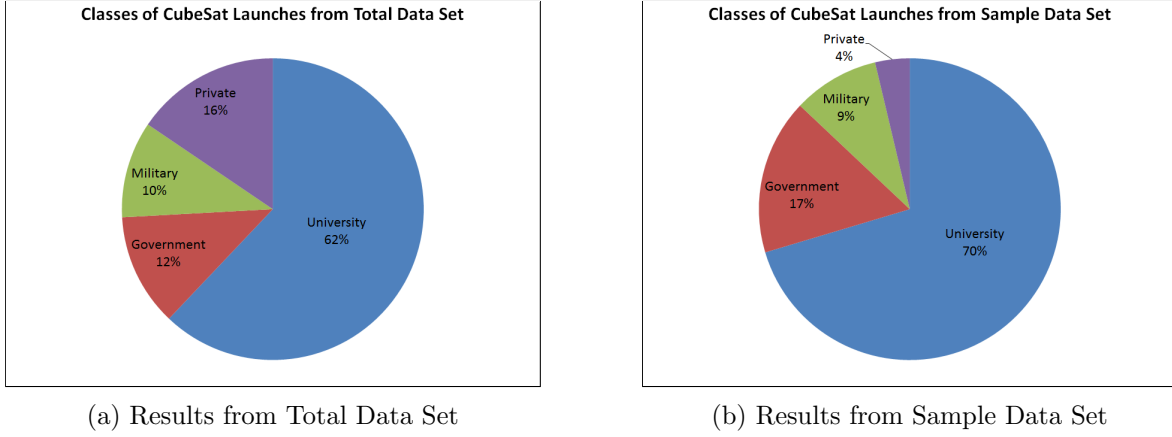 Classes of CubeSat Launches from Total Data Set
Private
16%
Military
10%
Government
12%
University
62%
(a) Results from Total Data Set
Classes of CubeSat Launches from Sample Data Set
Private
4%
Military
9%
Government
17%
University
70%
(b) Results from Sample Data Set